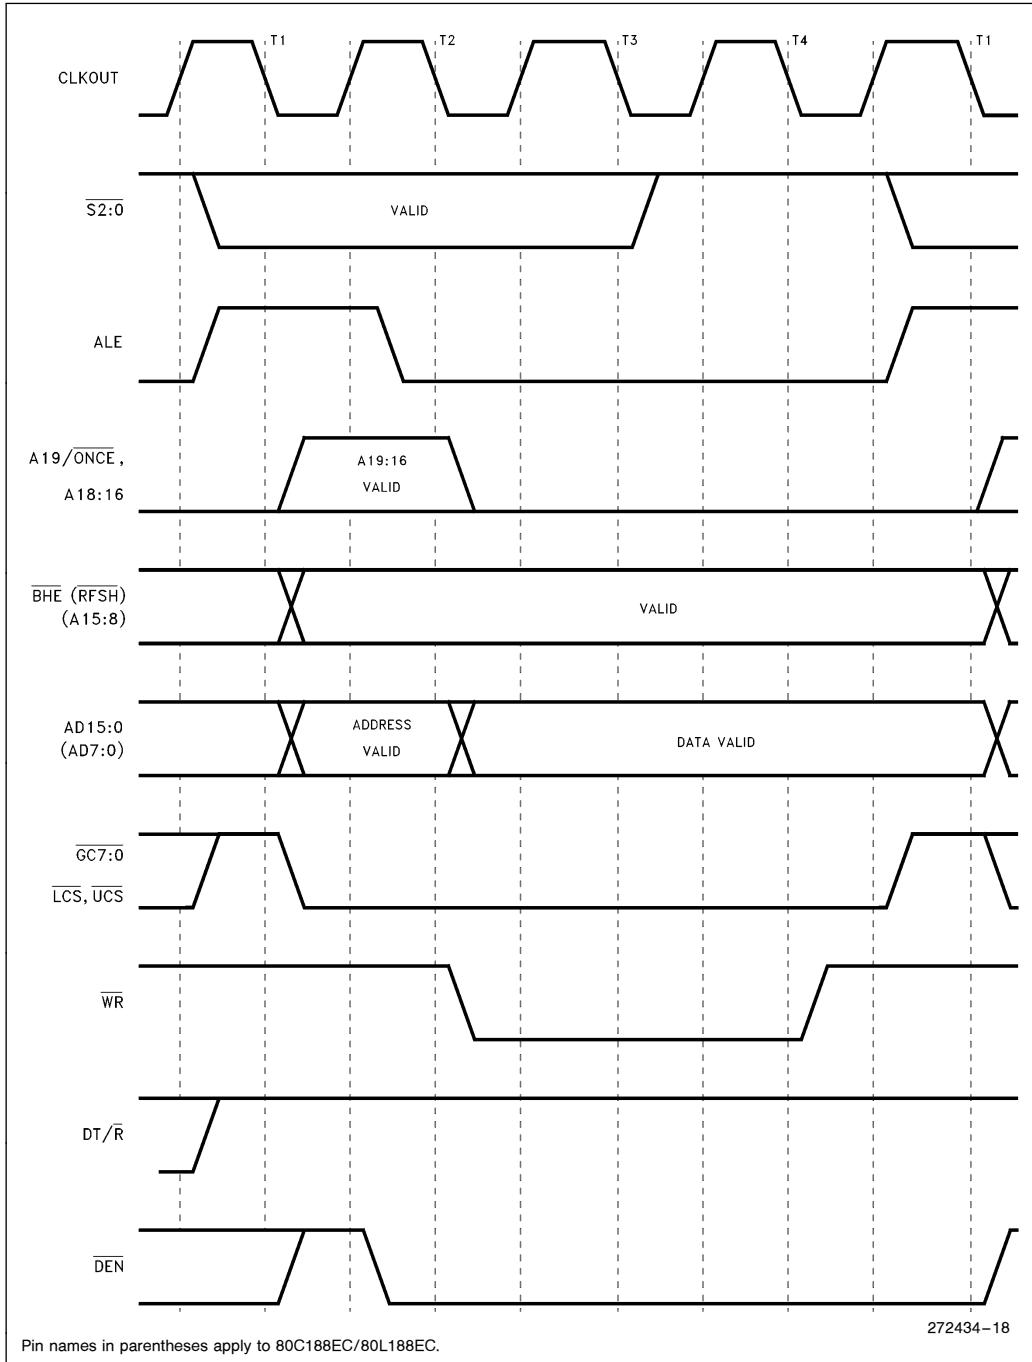 T1 T2 T3 T4 T1
CLKOUT
S2:0
VALID
ALE
A19/ONCE,
A18:16
A19:16
VALID
BHE (RFSH)
(A15:8)
VALID
AD15:0
(AD7:0)
ADDRESS
VALID
DATA VALID
GC7:0
LCS, UCS
WR
DT/R
DEN
272434–18
Pin names in parentheses apply to 80C188EC/80L188EC.